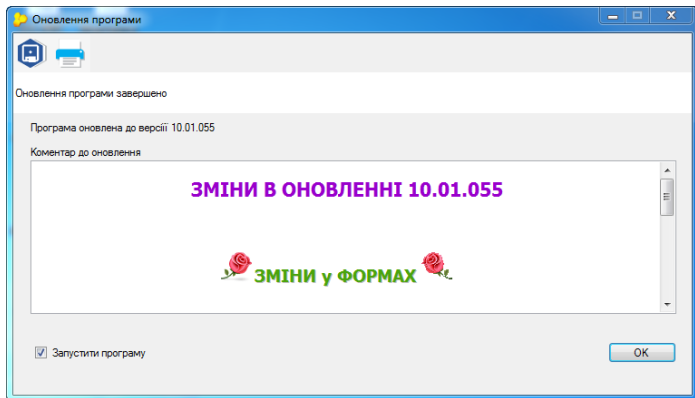 Оновлення програми
Оновлення програми завершено
Програма оновлена до версіїї 10.01.055
Коментар до оновлення
ЗМІНИ В ОНОВЛЕННІ 10.01.055
ЗМІНИ у ФОРМАХ
Запустити програму
OK